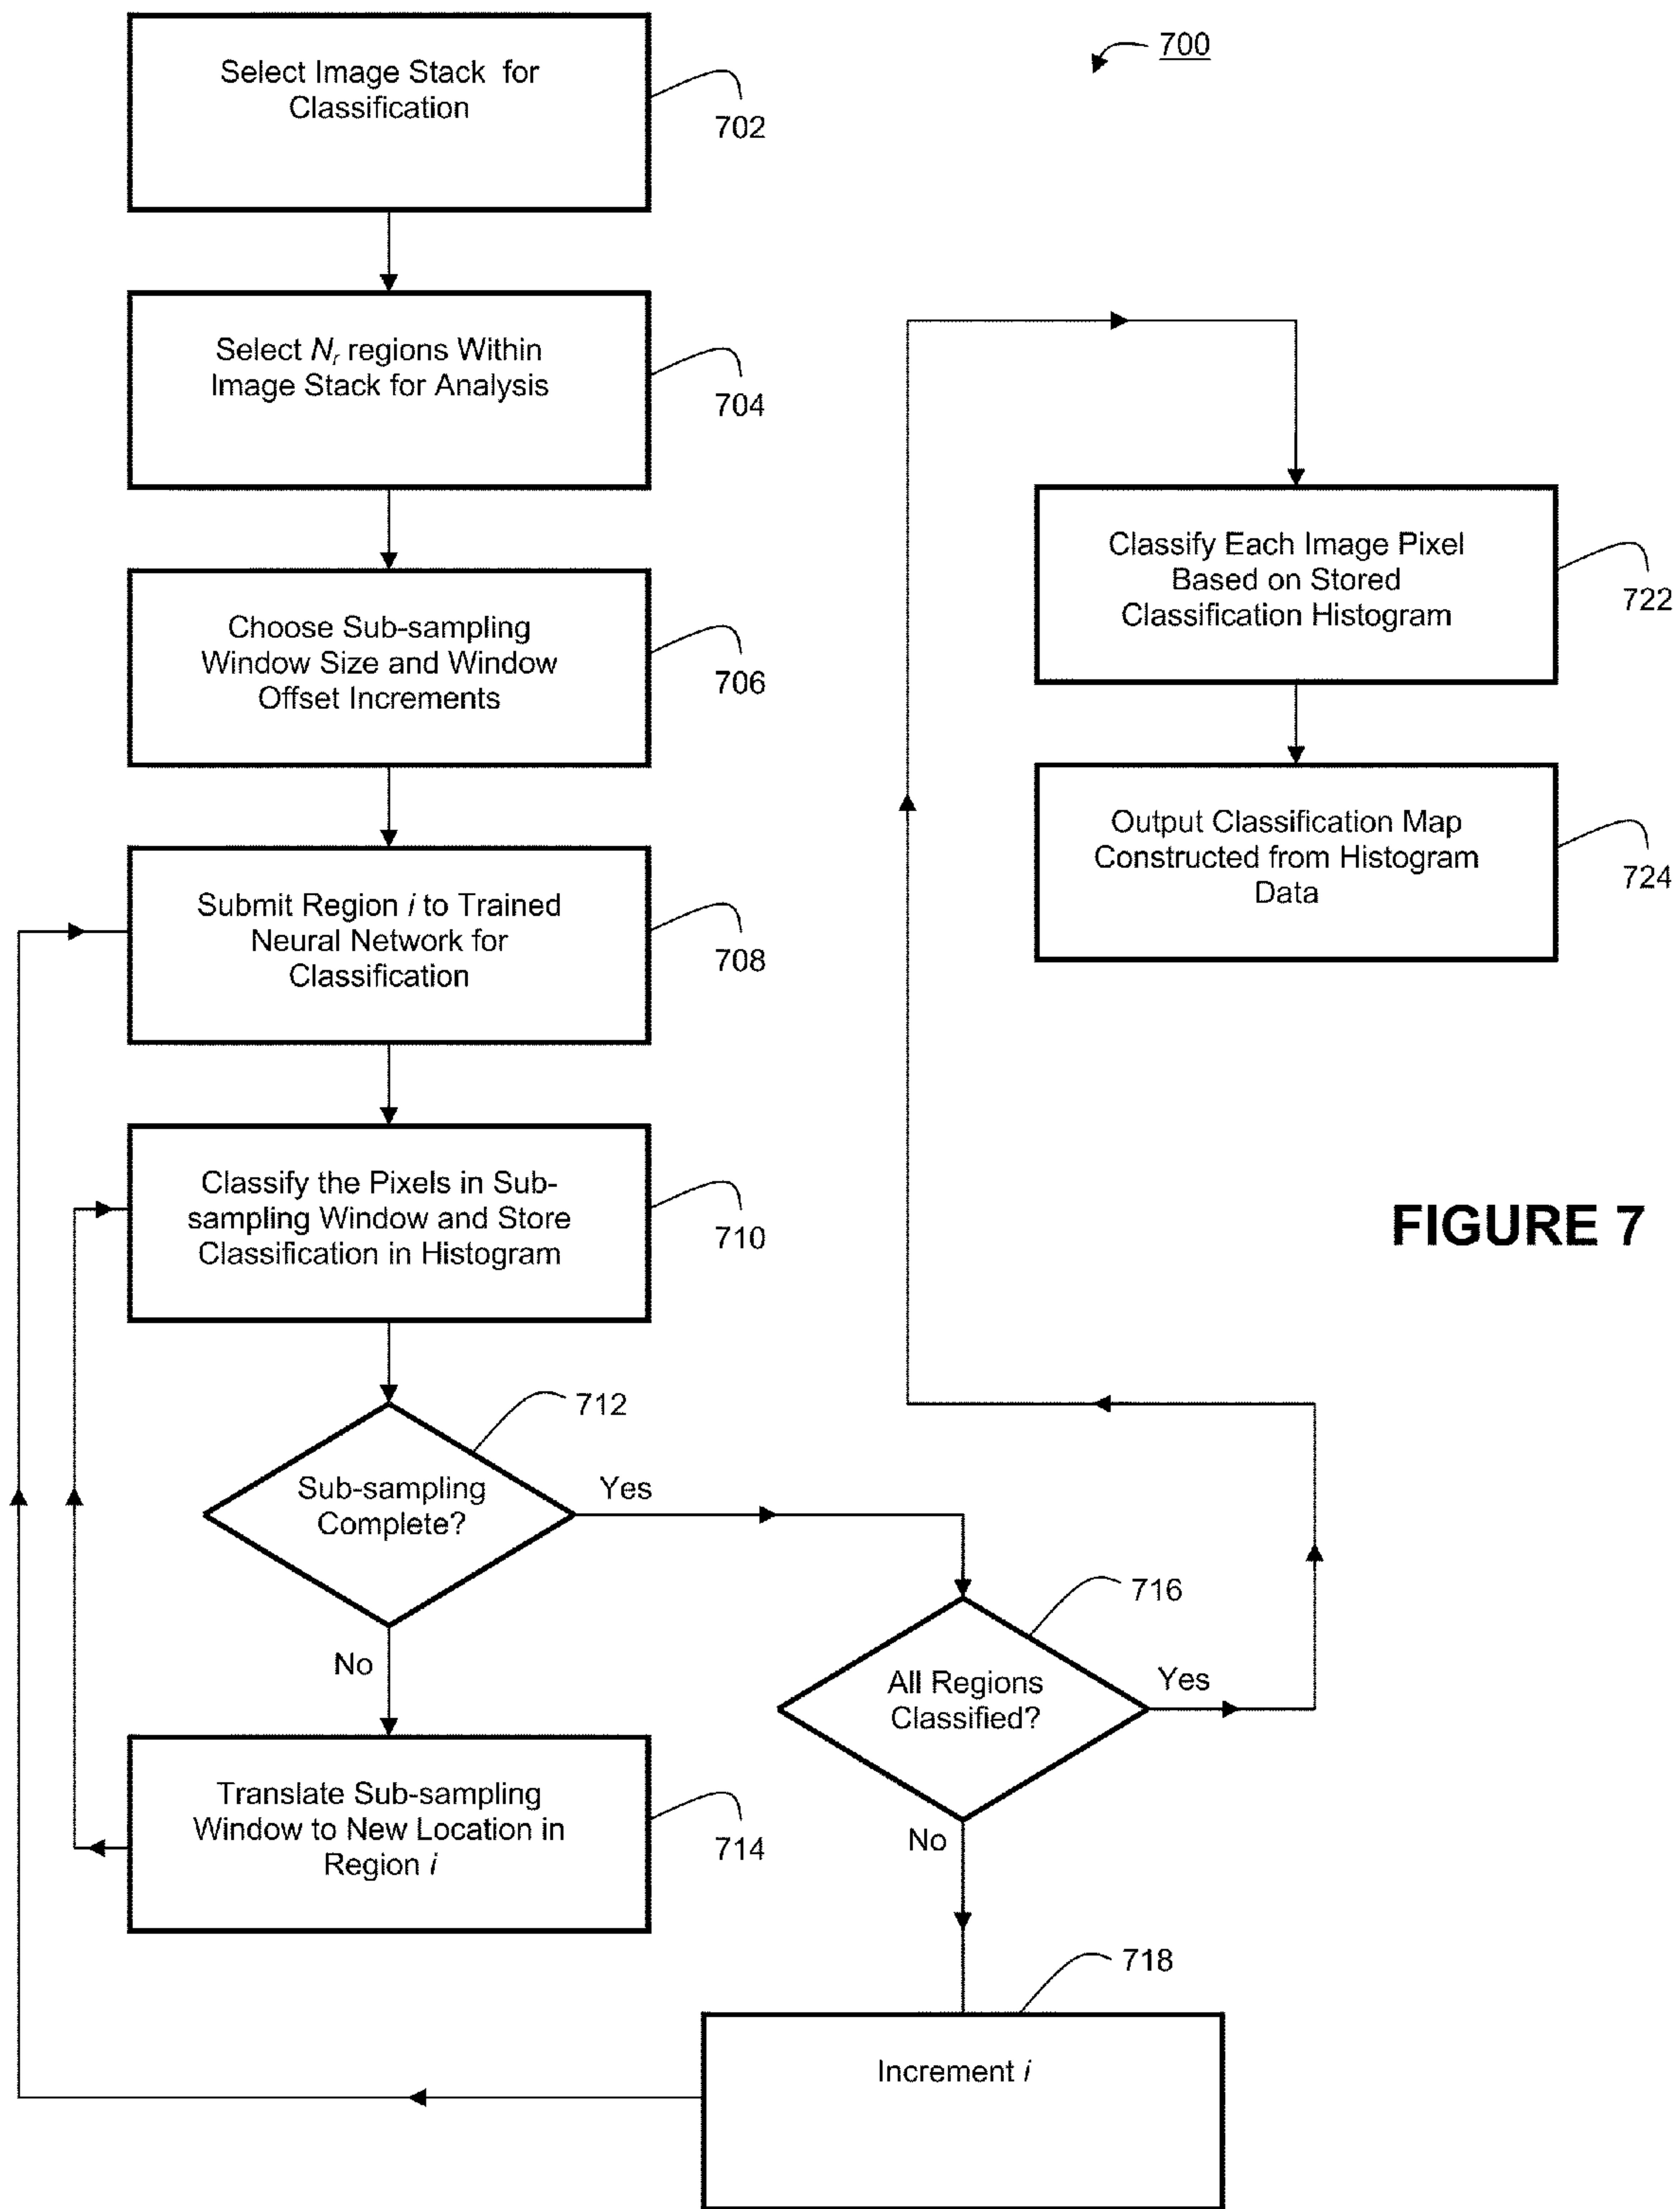 700
Select Image Stack for
Classification
702
Select Nr regions Within
Image Stack for Analysis
704
Choose Sub-sampling
Window Size and Window
Offset Increments
706
Submit Region i to Trained
Neural Network for
Classification
708
Classify the Pixels in Sub-
sampling Window and Store
Classification in Histogram
710
712
Sub-sampling
Complete?
Yes
No
Translate Sub-sampling
Window to New Location in
Region i
714
716
All Regions
Classified?
Yes
No
718
Increment i
Classify Each Image Pixel
Based on Stored
Classification Histogram
722
Output Classification Map
Constructed from Histogram
Data
724
FIGURE 7